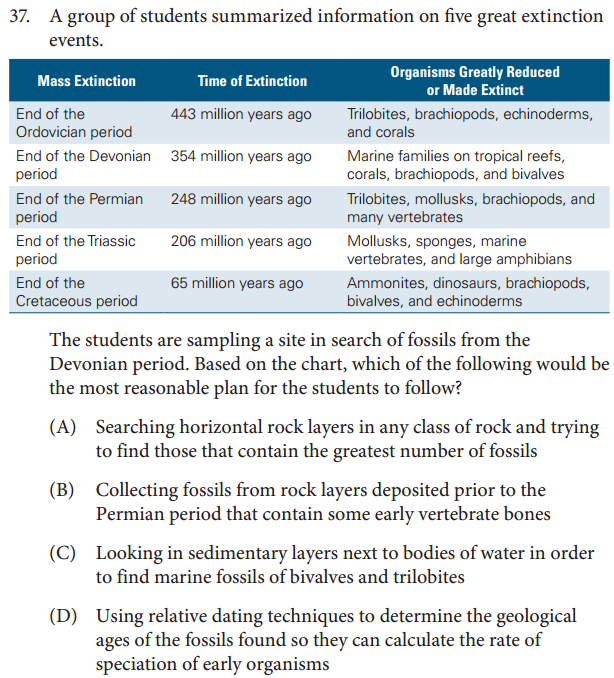 37. A group of students summarized information on five great extinction
events.
Mass Extinction Time of Extinction Organisms Greatly Reduced
or Made Extinct
End of the 443 million years ago Trilobites, brachiopods, echinoderms,
Ordovician period and corals
End of the Devonian 354 million years ago Marine families on tropical reefs,
period corals, brachiopods, and bivalves
End of the Permian 248 million years ago Trilobites, mollusks, brachiopods, and
period many vertebrates
End of the Triassic 206 million years ago Mollusks, sponges, marine
period vertebrates, and large amphibians
End of the 65 million years ago Ammonites, dinosaurs, brachiopods,
Cretaceous period bivalves, and echinoderms
The students are sampling a site in search of fossils from the
Devonian period. Based on the chart, which of the following would be
the most reasonable plan for the students to follow?
(A) Searching horizontal rock layers in any class of rock and trying
to find those that contain the greatest number of fossils
(B) Collecting fossils from rock layers deposited prior to the
Permian period that contain some early vertebrate bones
(C) Looking in sedimentary layers next to bodies of water in order
to find marine fossils of bivalves and trilobites
(D) Using relative dating techniques to determine the geological
ages of the fossils found so they can calculate the rate of
speciation of early organisms